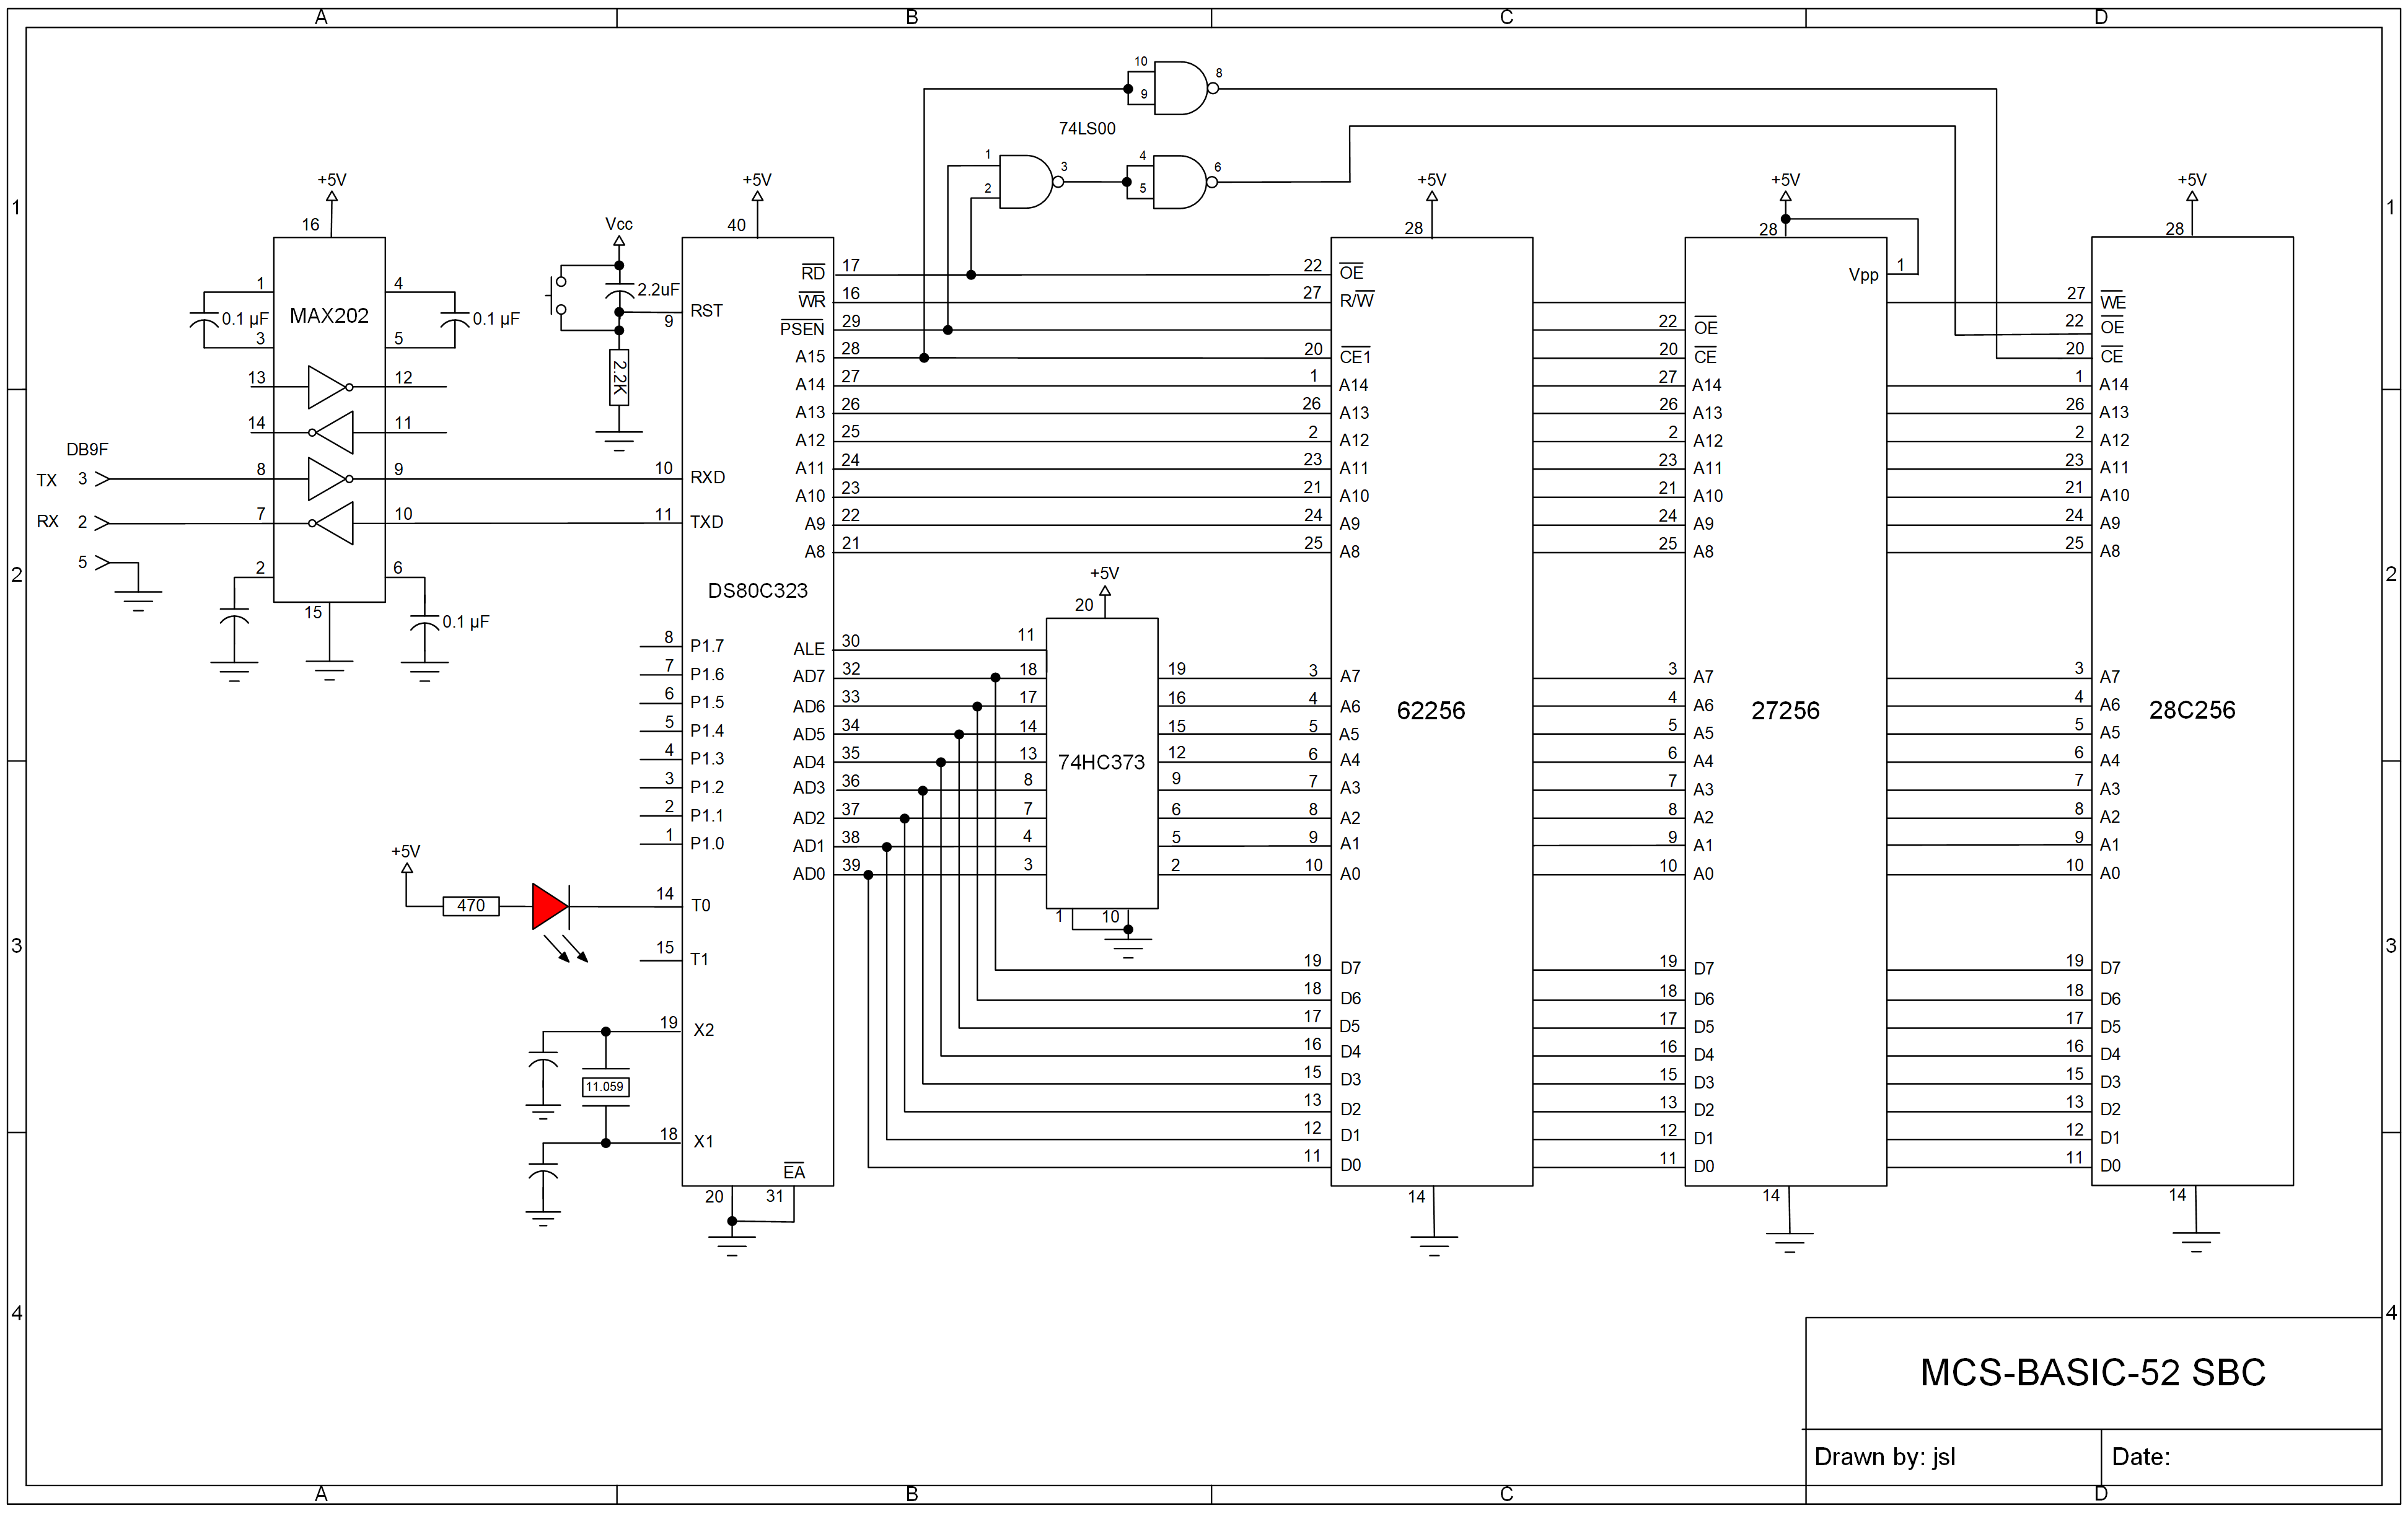 A B C D
1
2
3
4
1
2
3
4
A B C D
+5V
16
1
4
MAX202
0.1 µF
0.1 µF
3
5
13
12
14
11
DB9F
TX 3
8
9
RX 2
7
10
5
2
6
15
0.1 µF
Vcc
2.2uF
9
2.2K
+5V
40
RST
10 RXD
11 TXD
DS80C323
8 P1.7
7 P1.6
6 P1.5
5 P1.4
4 P1.3
3 P1.2
2 P1.1
1 P1.0
+5V
470
14 T0
15 T1
19 X2
11.059
18 X1
EA
20 31
RD 17
WR 16
PSEN 29
A15 28
A14 27
A13 26
A12 25
A11 24
A10 23
A9 22
A8 21
ALE 30
AD7 32
AD6 33
AD5 34
AD4 35
AD3 36
AD2 37
AD1 38
AD0 39
10
9
8
74LS00
1
2
3
4
5
6
+5V
20
11
18 19
17 16
14 15
13 12
74HC373
8 9
7 6
4 5
3 2
1 10
+5V
28
22 OE
27 R/W
20 CE1
1 A14
26 A13
2 A12
23 A11
21 A10
24 A9
25 A8
3 A7
4 A6
62256
5 A5
6 A4
7 A3
8 A2
9 A1
10 A0
19 D7
18 D6
17 D5
16 D4
15 D3
13 D2
12 D1
11 D0
14
+5V
28
Vpp 1
22 OE
20 CE
27 A14
26 A13
2 A12
23 A11
21 A10
24 A9
25 A8
3 A7
4 A6
27256
5 A5
6 A4
7 A3
8 A2
9 A1
10 A0
19 D7
18 D6
17 D5
16 D4
15 D3
13 D2
12 D1
11 D0
14
+5V
28
27 WE
22 OE
20 CE
1 A14
26 A13
2 A12
23 A11
21 A10
24 A9
25 A8
3 A7
4 A6
28C256
5 A5
6 A4
7 A3
8 A2
9 A1
10 A0
19 D7
18 D6
17 D5
16 D4
15 D3
13 D2
12 D1
11 D0
14
MCS-BASIC-52 SBC
Drawn by: jsl
Date: